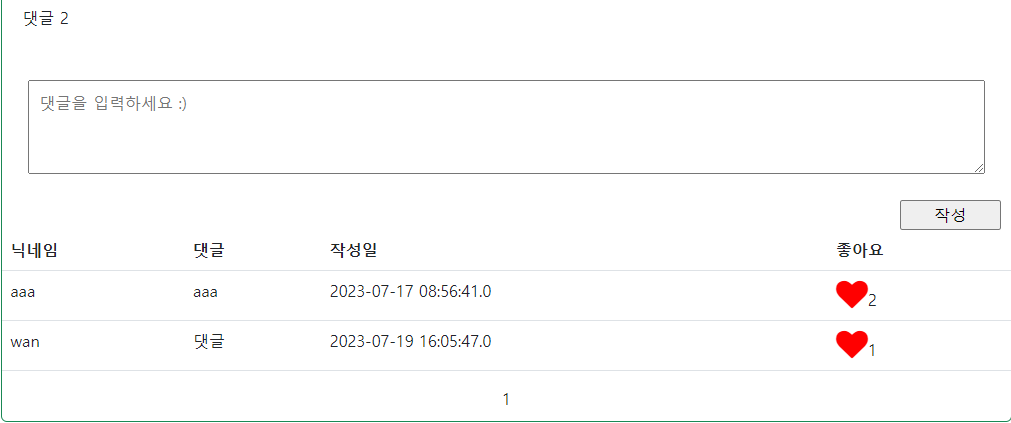 댓글 2
댓글을 입력하세요 :)
작성
닉네임 댓글 작성일 좋아요
aaa aaa 2023-07-17 08:56:41.0 2
wan 댓글 2023-07-19 16:05:47.0 1
1